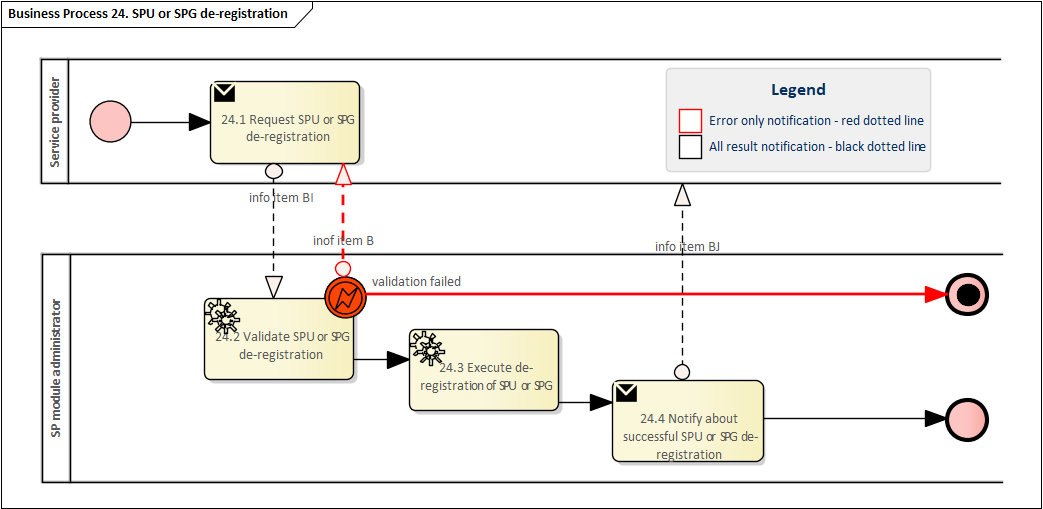 Business Process 24. SPU or SPG de-registration
Service provider
24.1 Request SPU or SPG
de-registration
Legend
Error only notification - red dotted line
All result notification - black dotted line
info item BI
inof item B
info item BJ
SP module administrator
validation failed
24.2 Validate SPU or SPG
de-registration
24.3 Execute de-
registration of SPU or SPG
24.4 Notify about
successful SPU or SPG de-
registration